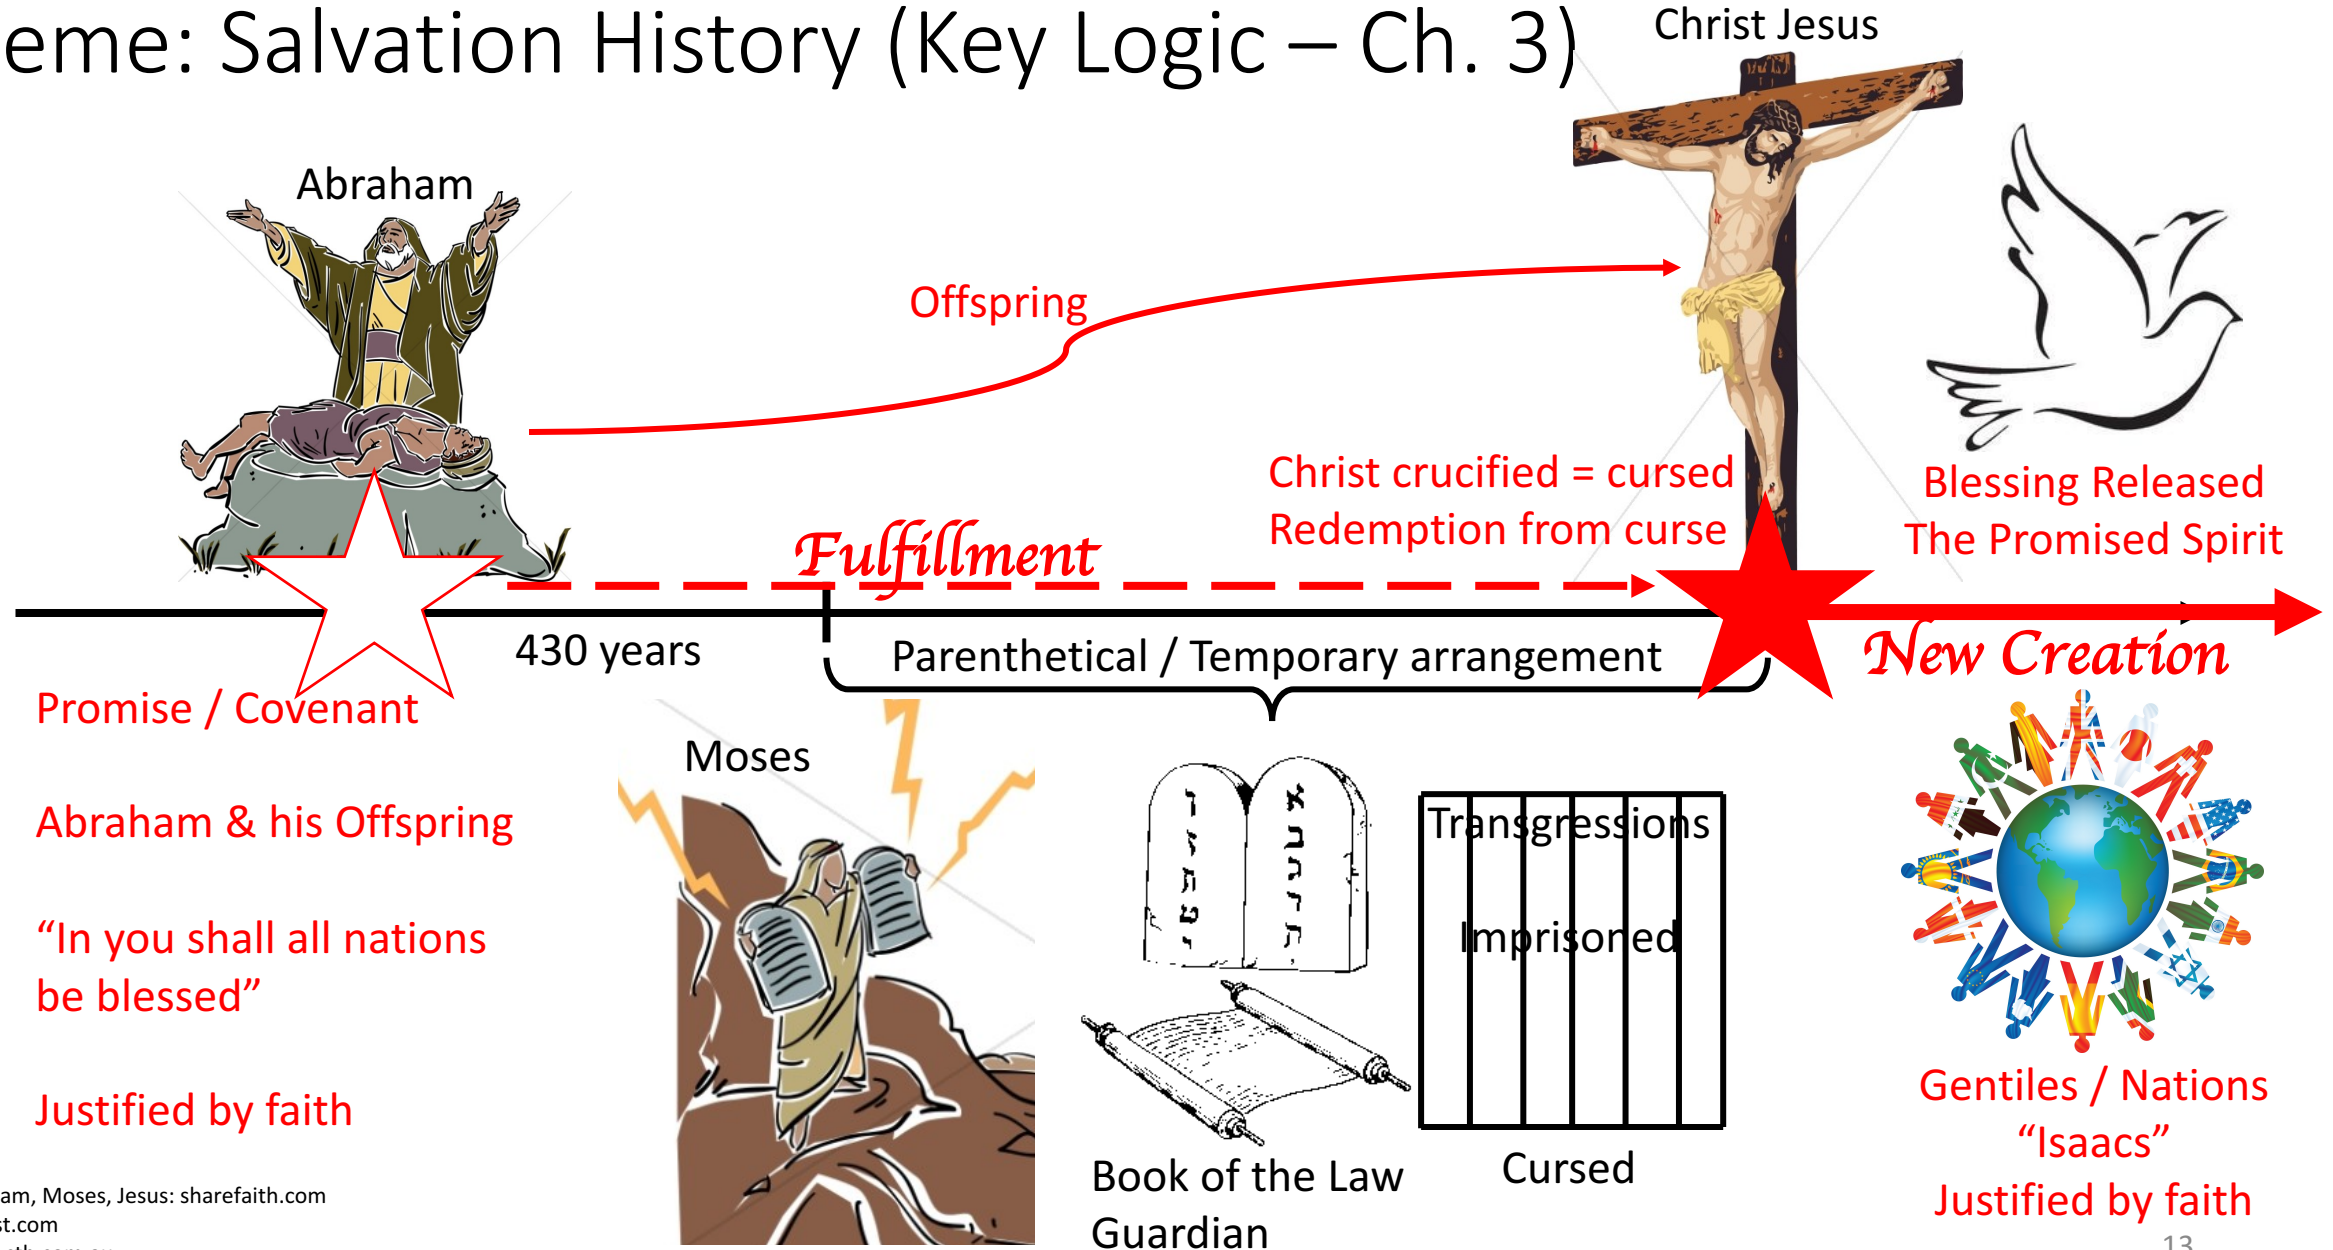 eme: Salvation History (Key Logic – Ch. 3)
Christ Jesus
Abraham
Offspring
Christ crucified = cursed
Redemption from curse
Blessing Released
The Promised Spirit
Fulfillment
430 years
Parenthetical / Temporary arrangement
New Creation
Promise / Covenant
Abraham & his Offspring
“In you shall all nations
be blessed”
Justified by faith
Moses
Transgressions
Imprisoned
Cursed
Book of the Law
Guardian
Gentiles / Nations
“Isaacs”
Justified by faith
am, Moses, Jesus: sharefaith.com
st.com
13